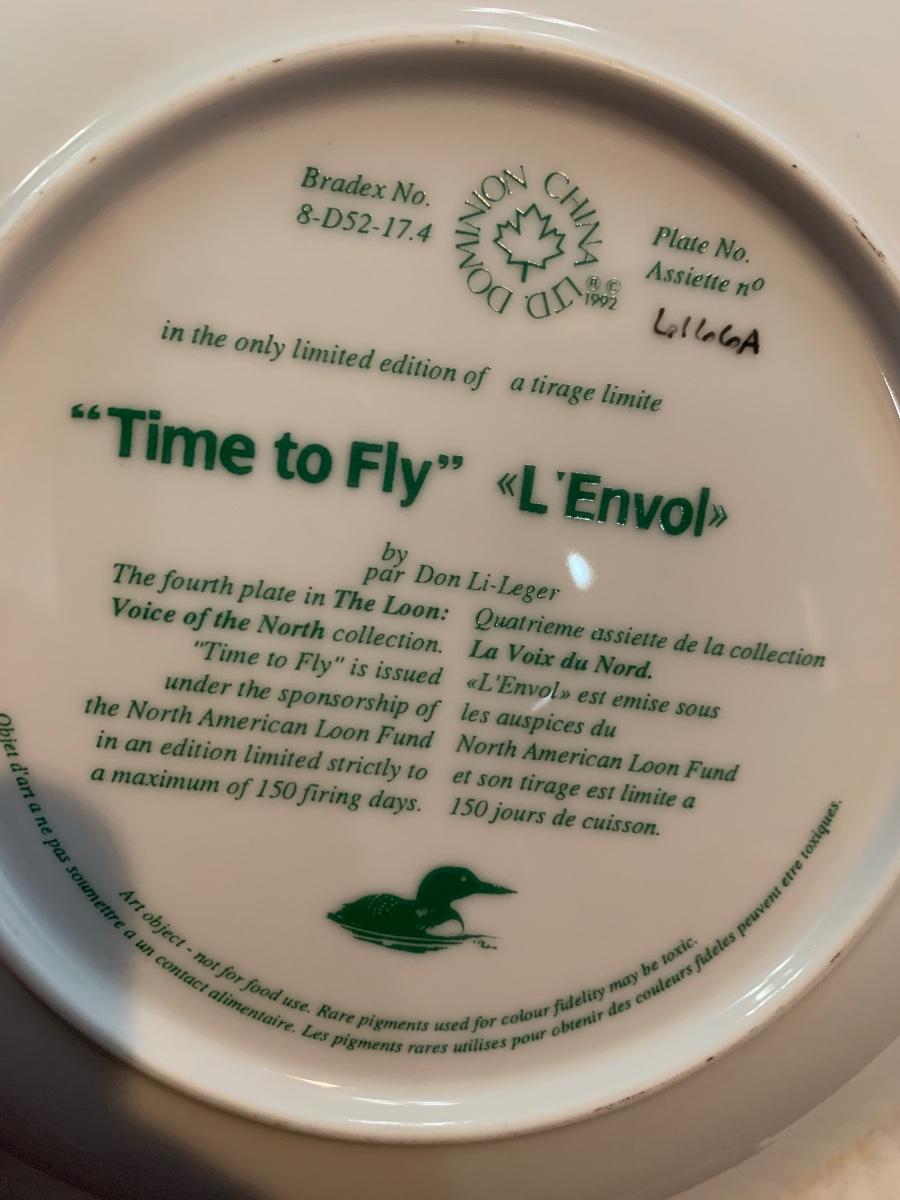 Bradex No.
8-D52-17.4
DOMINION CHINA LTD.
® ©
1992
Plate No.
Assiette nº
6166A
in the only limited edition of a tirage limite
“Time to Fly” «L'Envol»
by
par Don Li-Leger
The fourth plate in The Loon:
Voice of the North collection.
"Time to Fly" is issued
under the sponsorship of
the North American Loon Fund
in an edition limited strictly to
a maximum of 150 firing days.
Quatrieme assiette de la collection
La Voix du Nord.
«L'Envol» est emise sous
les auspices du
North American Loon Fund
et son tirage est limite a
150 jours de cuisson.
Art object - not for food use. Rare pigments used for colour fidelity may be toxic.
Objet d'art a ne pas soumettre a un contact alimentaire. Les pigments rares utilises pour obtenir des couleurs fideles peuvent etre toxiques.